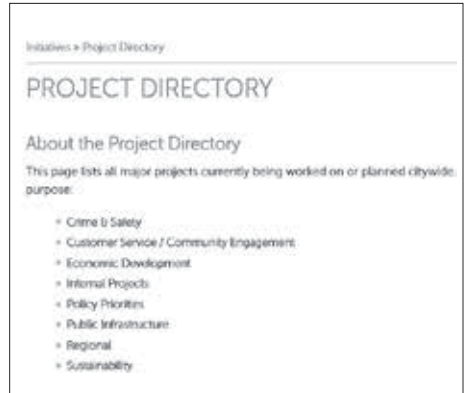 Initiatives » Project Directory
PROJECT DIRECTORY
About the Project Directory
This page lists all major projects currently being worked on or planned citywide.
purpose:
Crime & Safety
Customer Service / Community Engagement
Economic Development
Internal Projects
Policy Priorities
Public Infrastructure
Regional
Sustainability